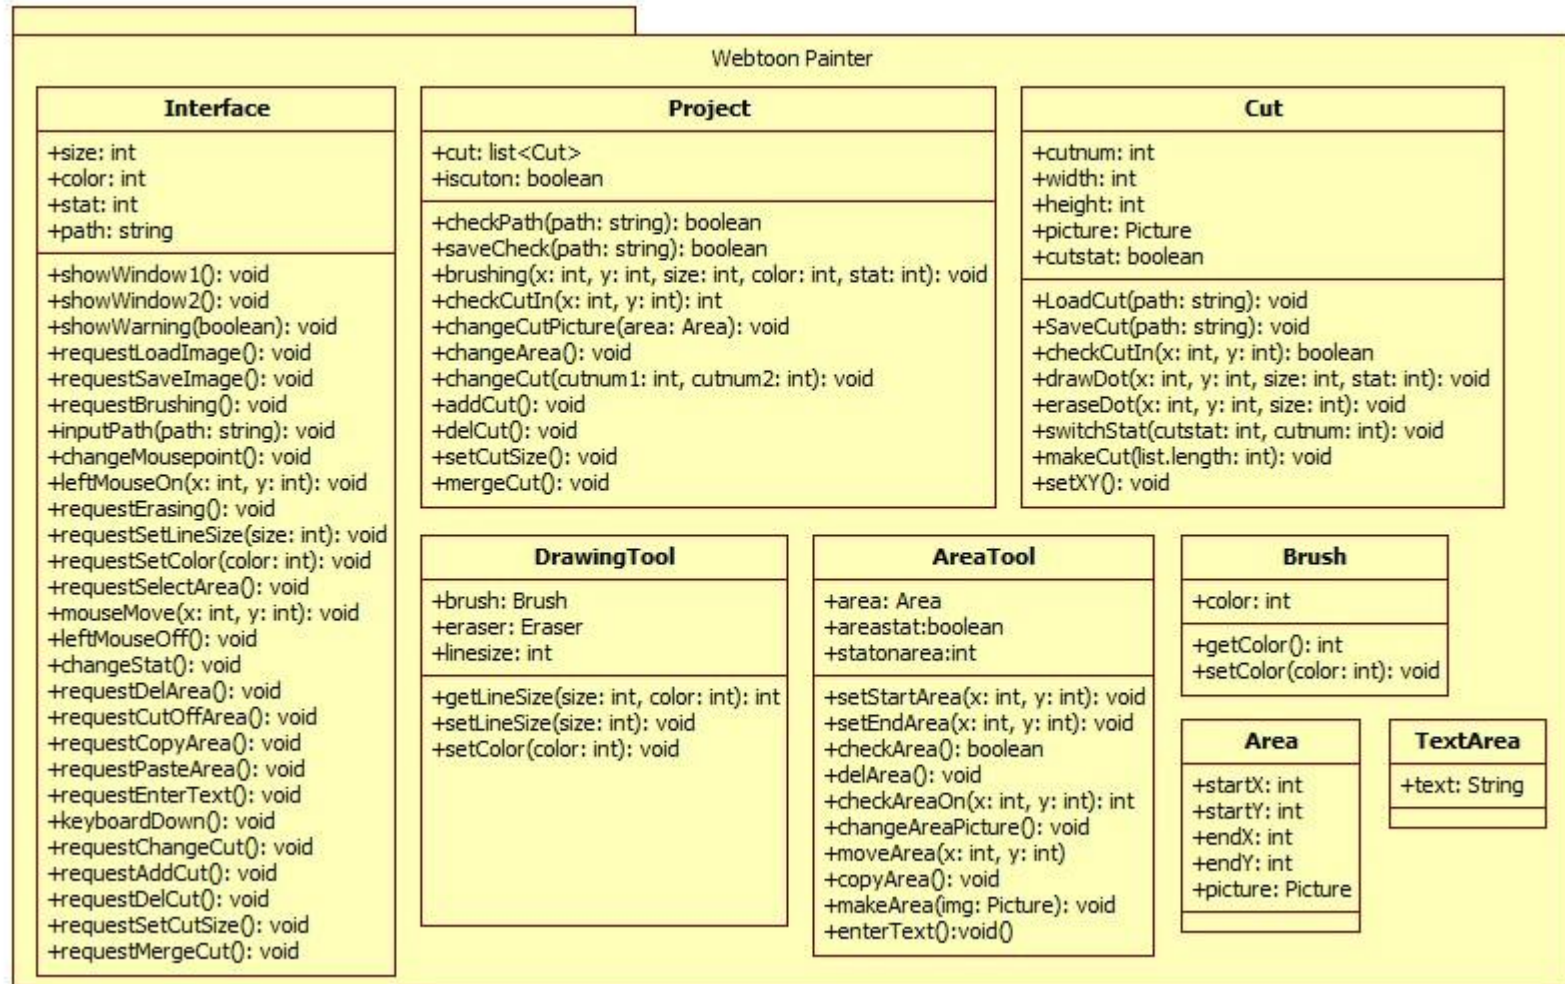 Webtoon Painter
Interface
+size: int
+color: int
+stat: int
+path: string
+showWindow1(): void
+showWindow2(): void
+showWarning(boolean): void
+requestLoadImage(): void
+requestSaveImage(): void
+requestBrushing(): void
+inputPath(path: string): void
+changeMousepoint(): void
+leftMouseOn(x: int, y: int): void
+requestErasing(): void
+requestSetLineSize(size: int): void
+requestSetColor(color: int): void
+requestSelectArea(): void
+mouseMove(x: int, y: int): void
+leftMouseOff(): void
+changeStat(): void
+requestDelArea(): void
+requestCutOffArea(): void
+requestCopyArea(): void
+requestPasteArea(): void
+requestEnterText(): void
+keyboardDown(): void
+requestChangeCut(): void
+requestAddCut(): void
+requestDelCut(): void
+requestSetCutSize(): void
+requestMergeCut(): void
Project
+cut: list<Cut>
+iscuton: boolean
+checkPath(path: string): boolean
+saveCheck(path: string): boolean
+brushing(x: int, y: int, size: int, color: int, stat: int): void
+checkCutIn(x: int, y: int): int
+changeCutPicture(area: Area): void
+changeArea(): void
+changeCut(cutnum1: int, cutnum2: int): void
+addCut(): void
+delCut(): void
+setCutSize(): void
+mergeCut(): void
Cut
+cutnum: int
+width: int
+height: int
+picture: Picture
+cutstat: boolean
+LoadCut(path: string): void
+SaveCut(path: string): void
+checkCutIn(x: int, y: int): boolean
+drawDot(x: int, y: int, size: int, stat: int): void
+eraseDot(x: int, y: int, size: int): void
+switchStat(cutstat: int, cutnum: int): void
+makeCut(list.length: int): void
+setXY(): void
DrawingTool
+brush: Brush
+eraser: Eraser
+linesize: int
+getLineSize(size: int, color: int): int
+setLineSize(size: int): void
+setColor(color: int): void
AreaTool
+area: Area
+areastat:boolean
+statonarea:int
+setStartArea(x: int, y: int): void
+setEndArea(x: int, y: int): void
+checkArea(): boolean
+delArea(): void
+checkAreaOn(x: int, y: int): int
+changeAreaPicture(): void
+moveArea(x: int, y: int)
+copyArea(): void
+makeArea(img: Picture): void
+enterText():void()
Brush
+color: int
+getColor(): int
+setColor(color: int): void
Area
+startX: int
+startY: int
+endX: int
+endY: int
+picture: Picture
TextArea
+text: String